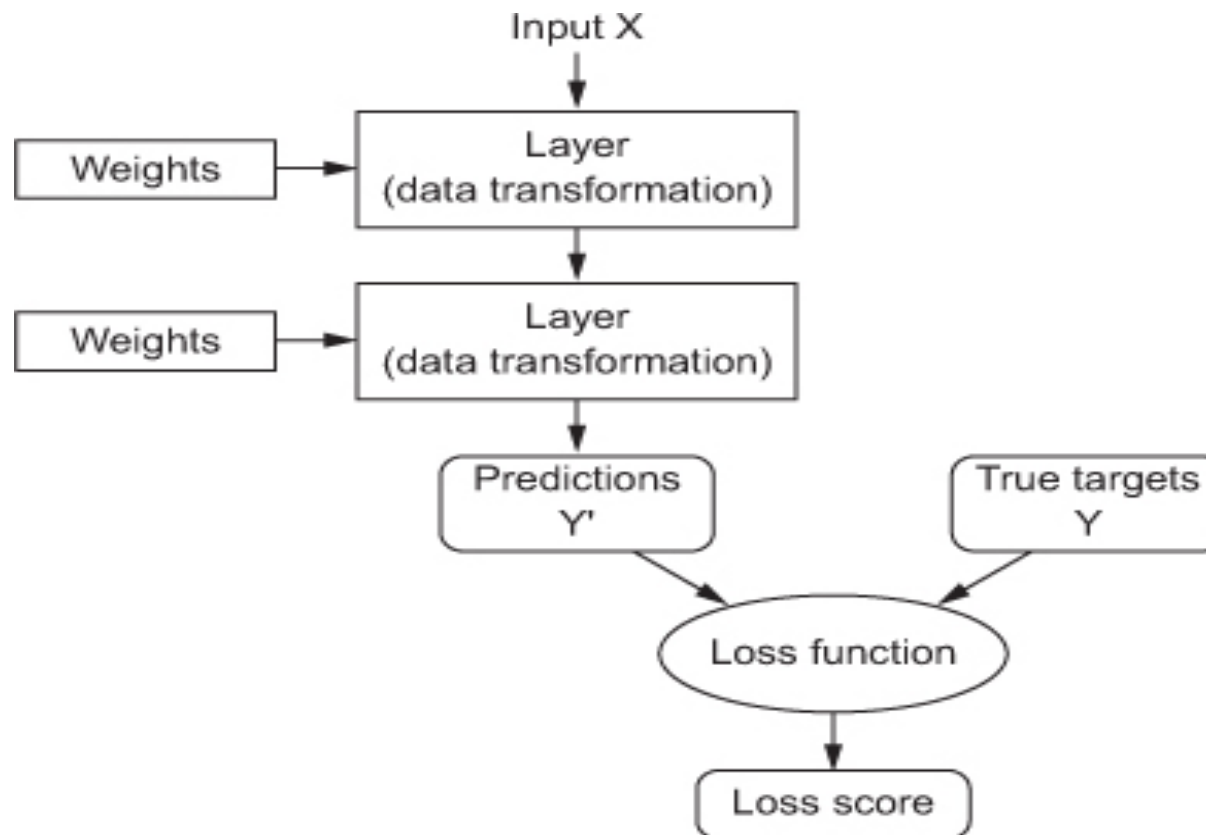 Input X
Weights
Layer
(data transformation)
Weights
Layer
(data transformation)
Predictions
Y'
True targets
Y
Loss function
Loss score